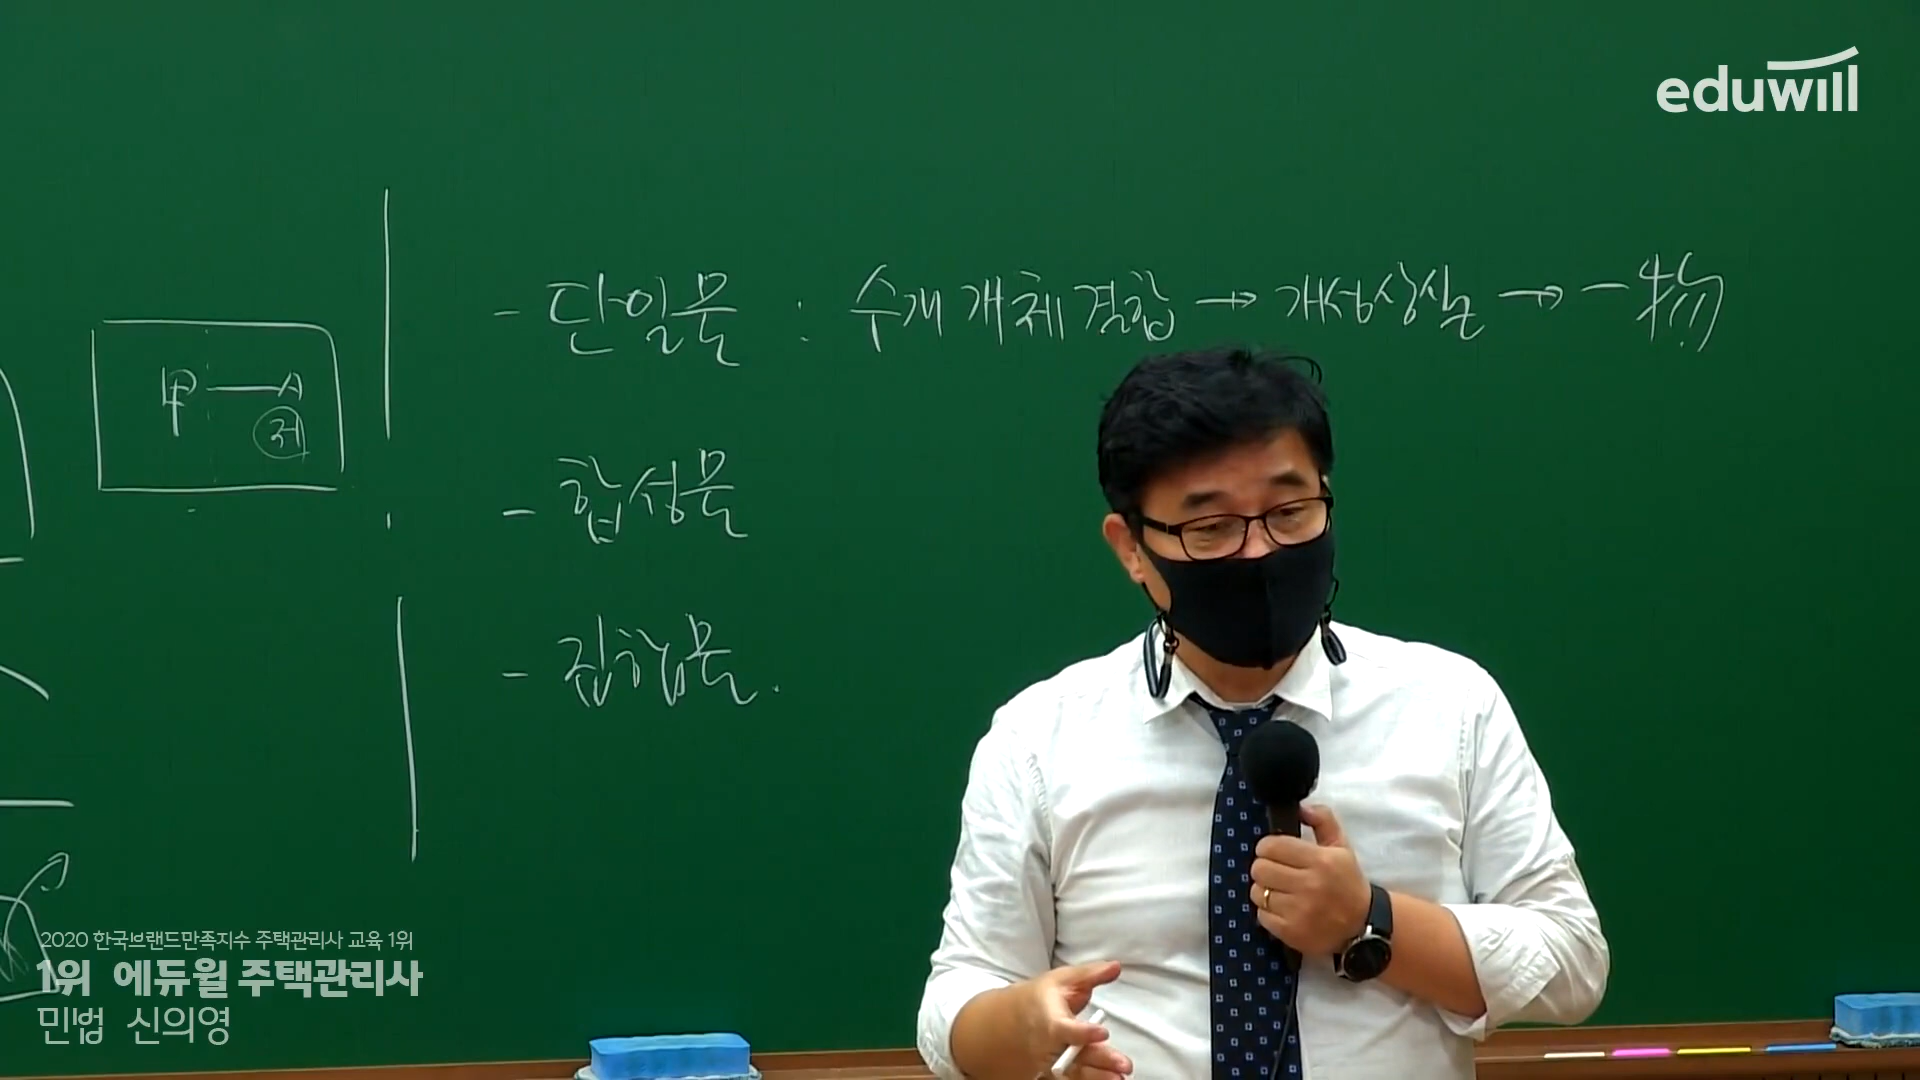 eduwill
- 단일물 : 수개 개체 결합 → 개성상실 → 一物
甲 — A
저
- 합성물
- 집합물.
2020 한국브랜드만족지수 주택관리사 교육 1위
1위 에듀윌 주택관리사
민법 신의영